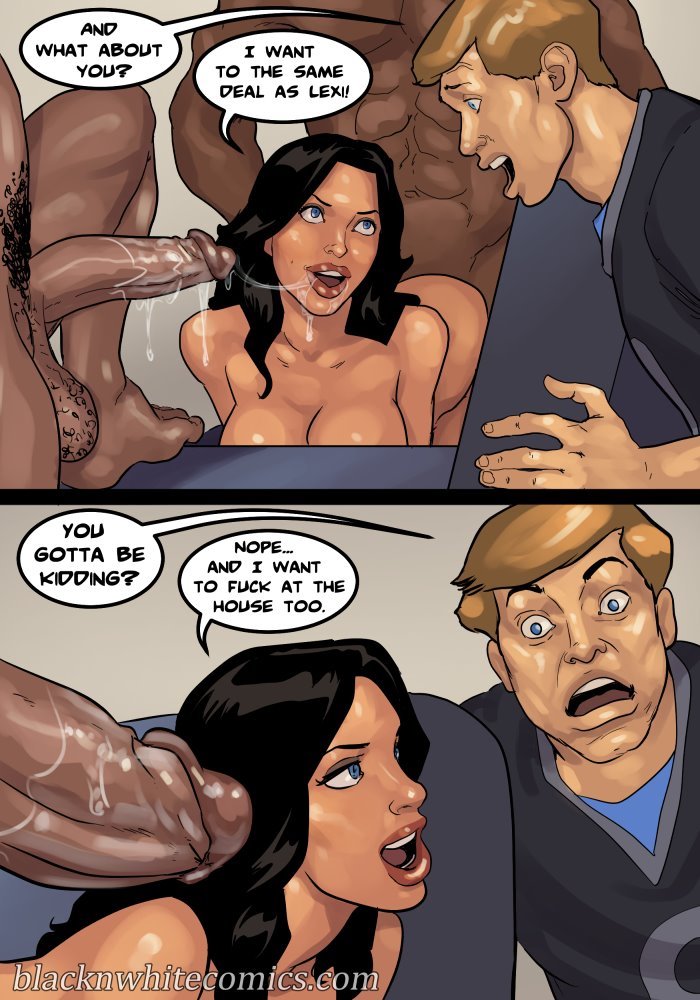 AND
WHAT ABOUT
YOU?
I WANT
TO THE SAME
DEAL AS LEXI!
YOU
GOTTA BE
KIDDING?
NOPE...
AND I WANT
TO FUCK AT THE
HOUSE TOO.
blacknwhitecomics.com